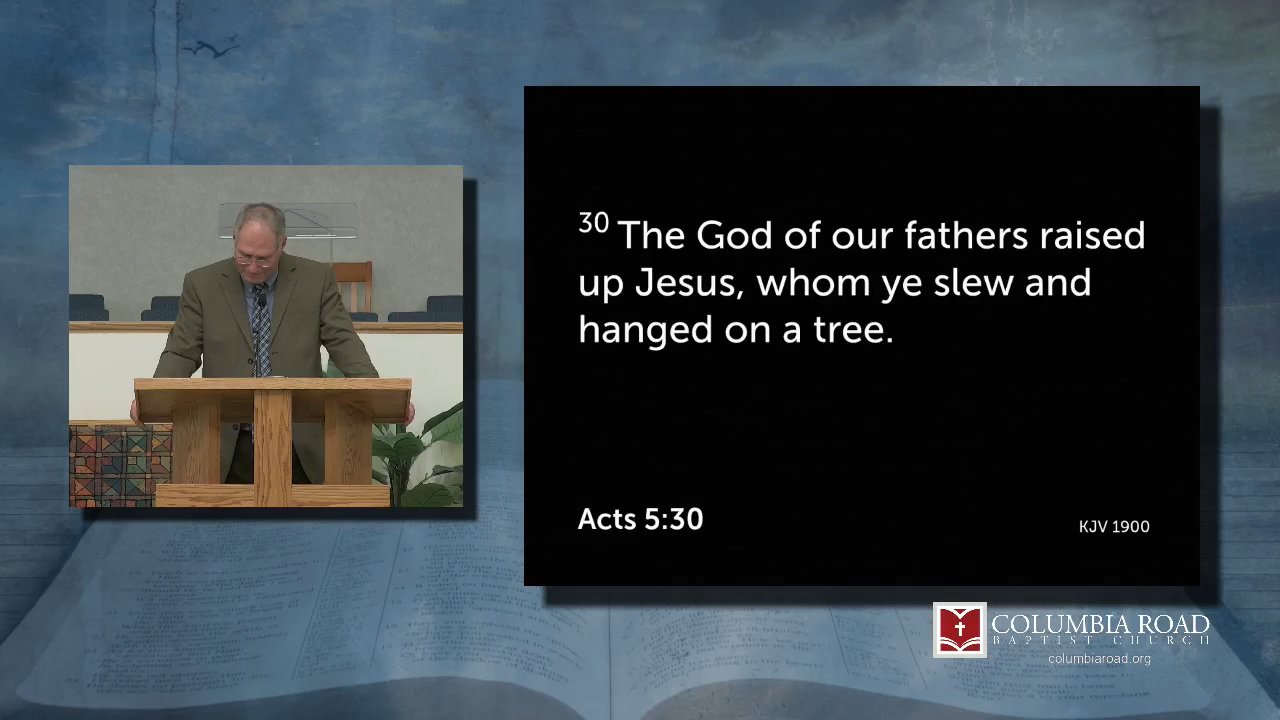 30 The God of our fathers raised
up Jesus, whom ye slew and
hanged on a tree.
Acts 5:30
KJV 1900
COLUMBIA ROAD
BAPTIST CHURCH
columbiaroad.org